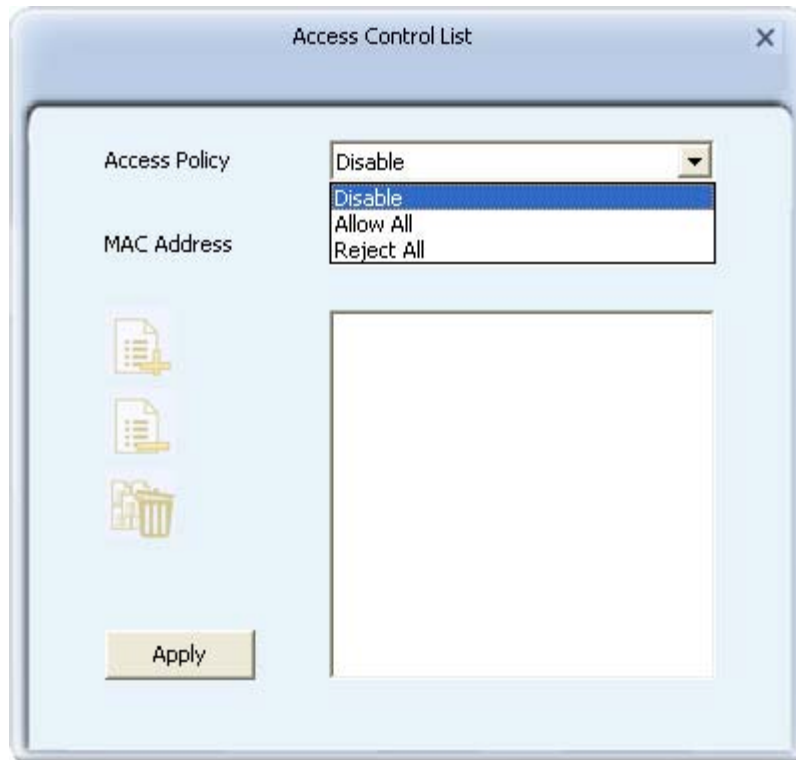 Access Control List
Access Policy
Disable
Disable
Allow All
MAC Address
Reject All
Apply